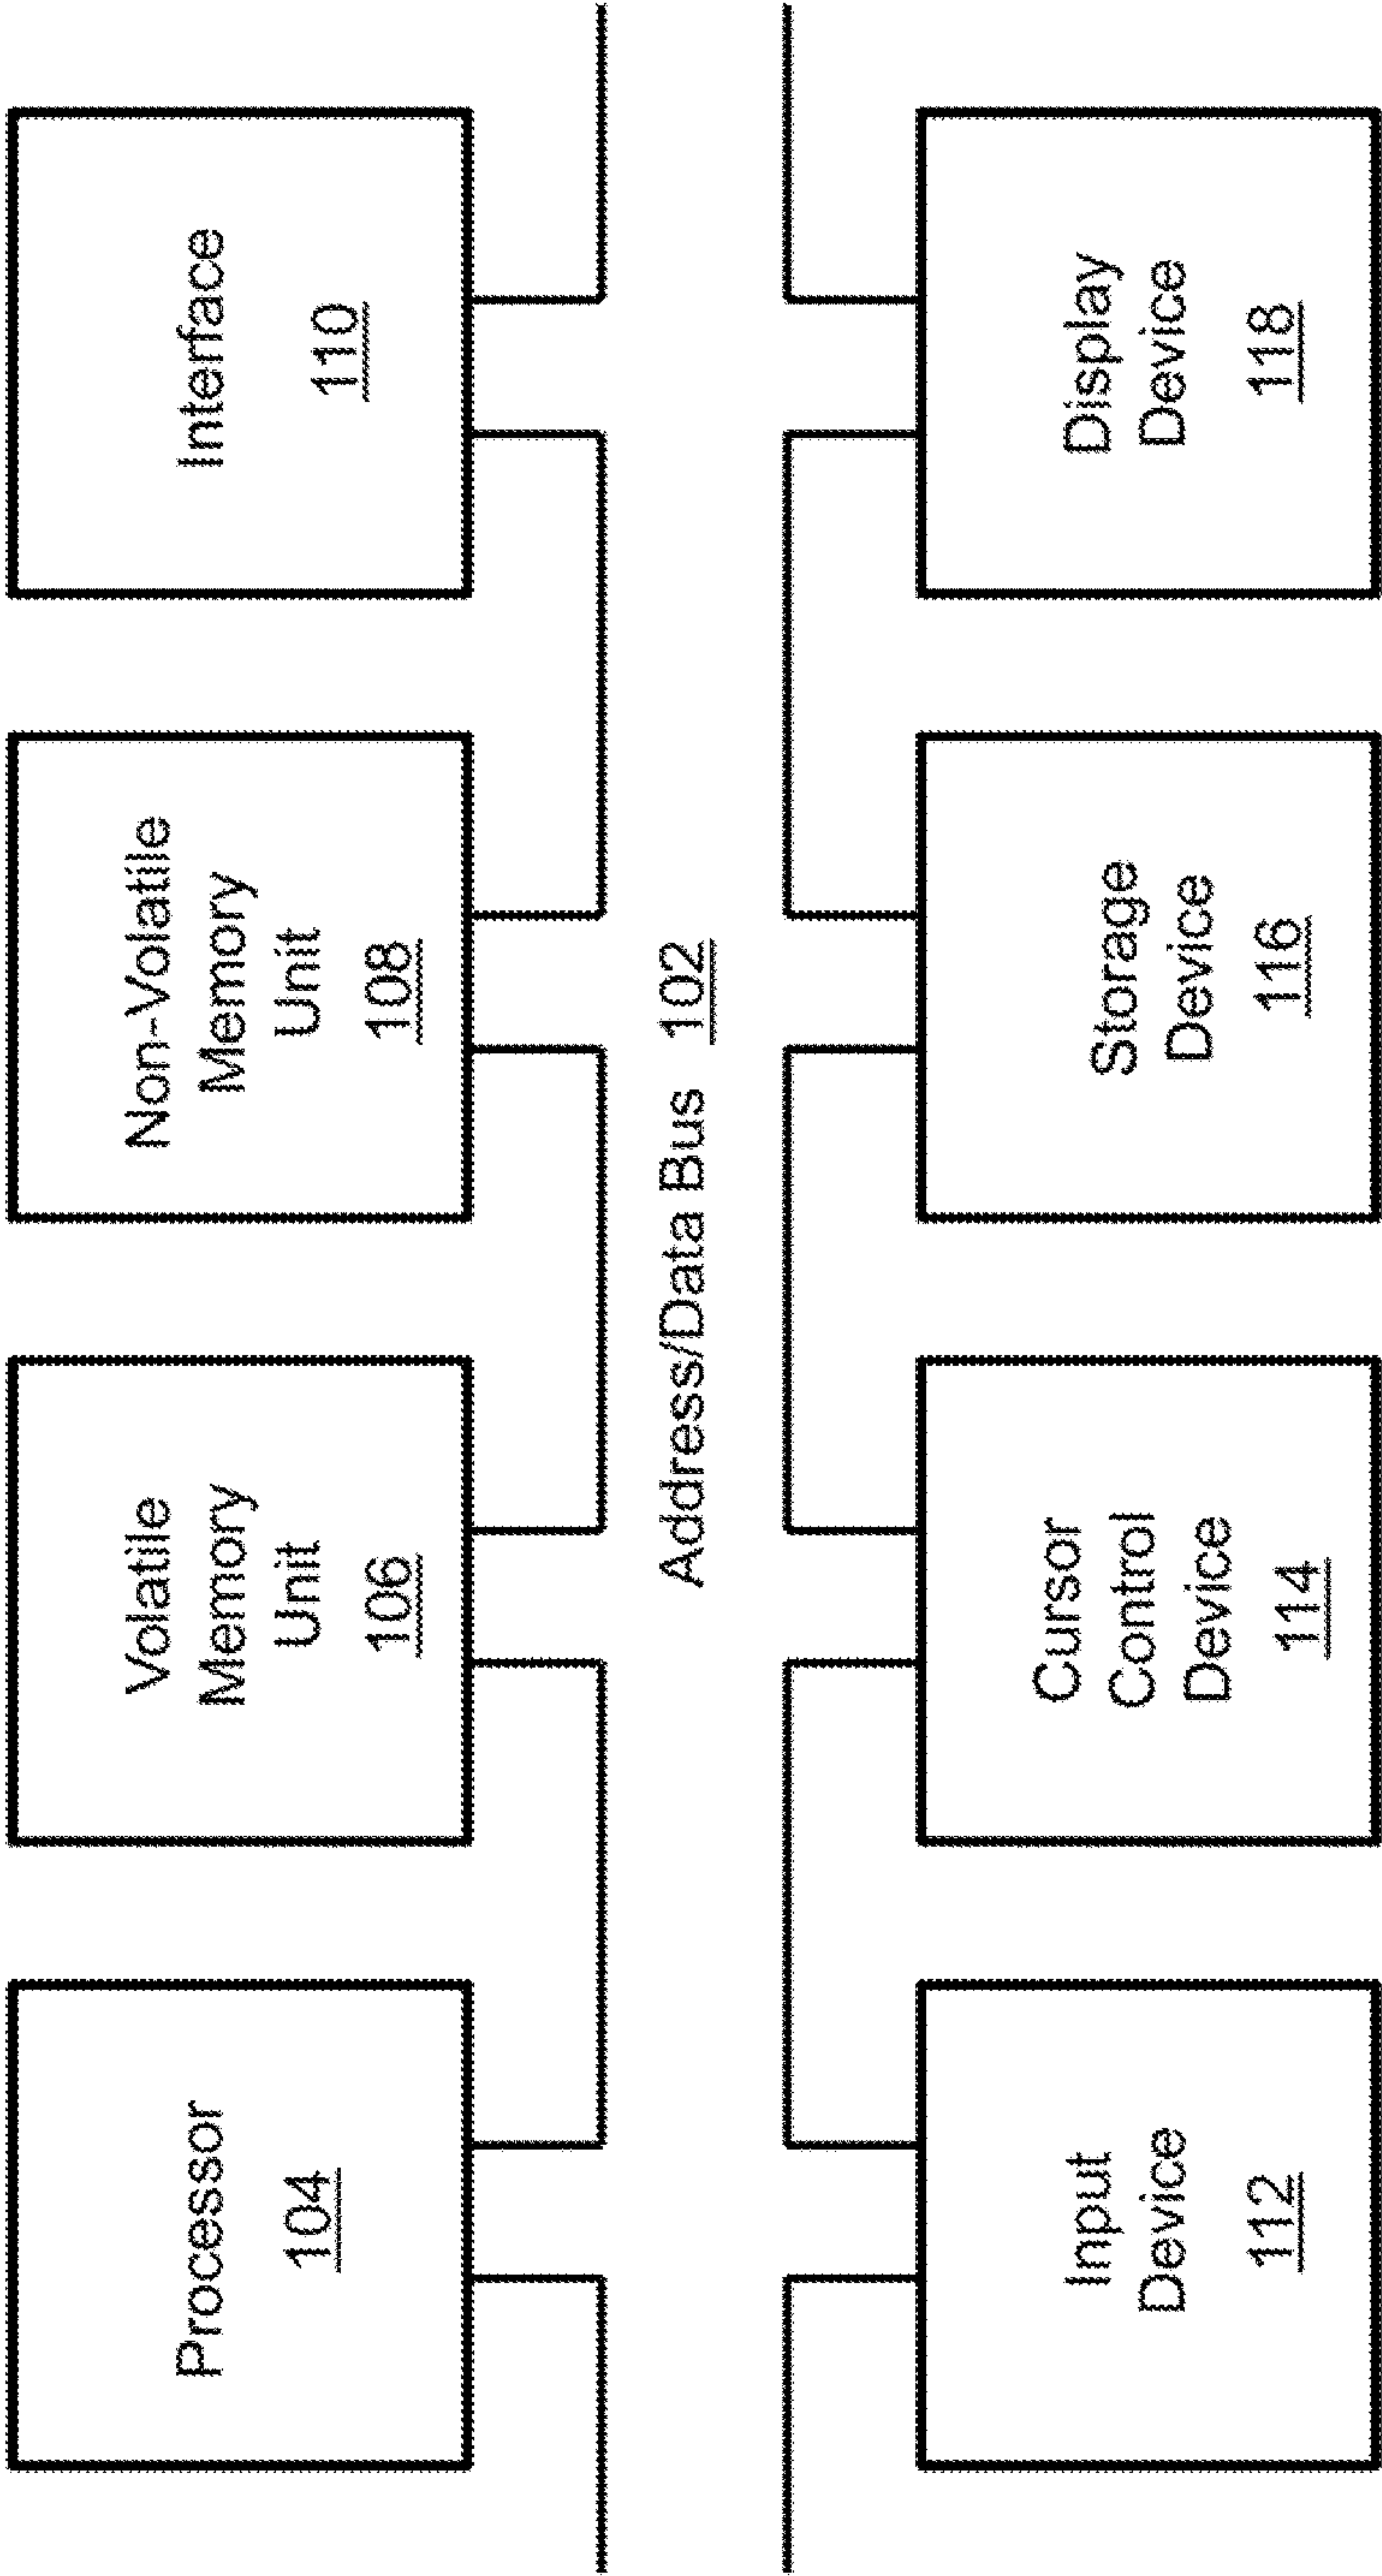 Processor
104
Volatile
Memory
Unit
106
Non-Volatile
Memory
Unit
108
Interface
110
Address/Data Bus 102
Input
Device
112
Cursor
Control
Device
114
Storage
Device
116
Display
Device
118